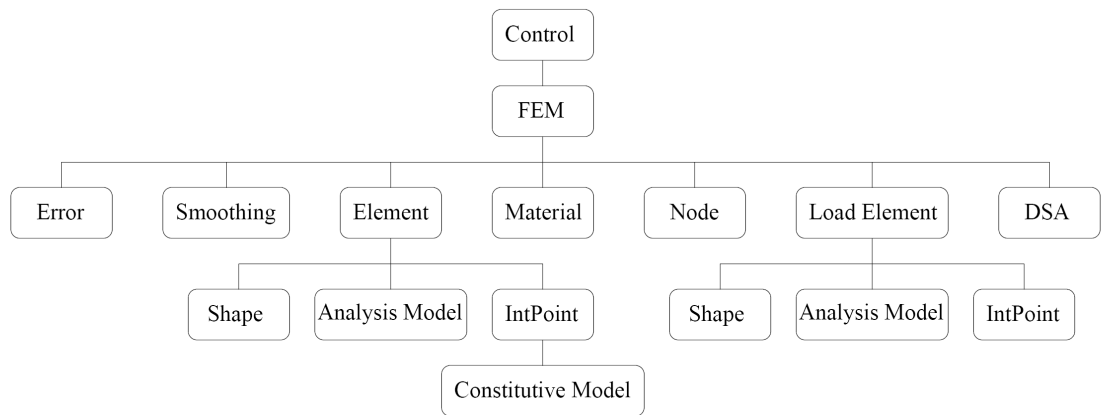 Control
FEM
Error
Smoothing
Element
Material
Node
Load Element
DSA
Shape
Analysis Model
IntPoint
Shape
Analysis Model
IntPoint
Constitutive Model